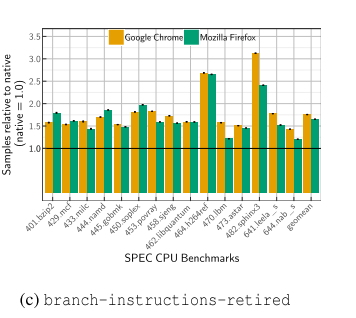 Google Chrome Mozilla Firefox
3.5
3.0
2.5
2.0
1.5
1.0
Samples relative to native
(native = 1.0)
401.bzip2
429.mcf
433.milc
444.namd
445.gobmk
450.soplex
453.povray
458.sjeng
462.libquantum
464.h264ref
470.lbm
473.astar
482.sphinx3
641.leela_s
644.nab_s
geomean
SPEC CPU Benchmarks
(c) branch-instructions-retired